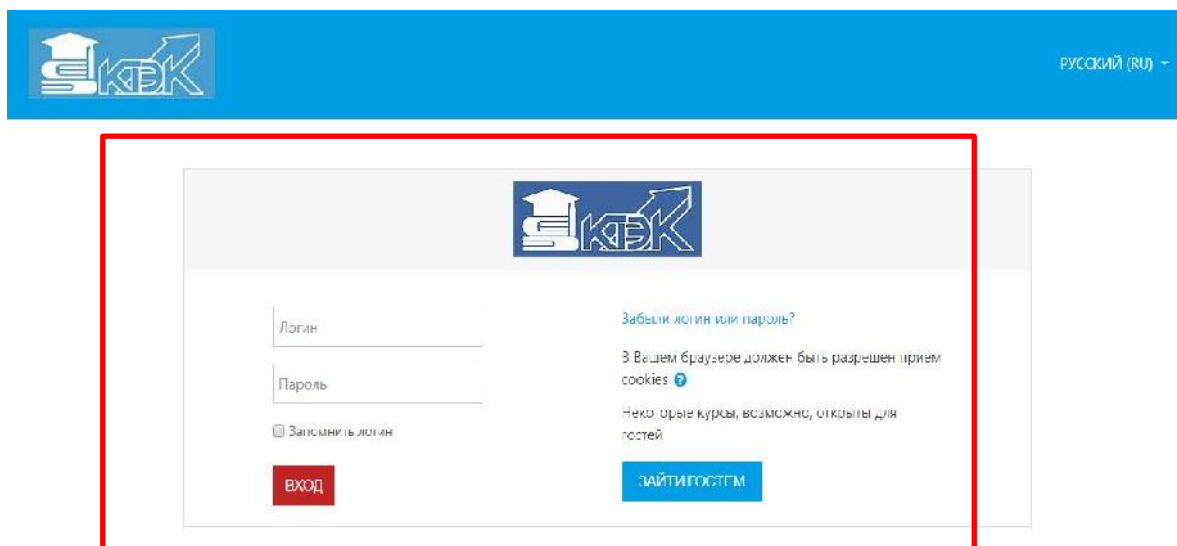 КТЭК
РУССКИЙ (RU)
КТЭК
Логин
Пароль
Запомнить логин
ВХОД
Забыли логин или пароль?
В Вашем браузере должен быть разрешен прием
cookies
Некоторые курсы, возможно, открыты для
гостей
ЗАЙТИ ГОСТЕМ